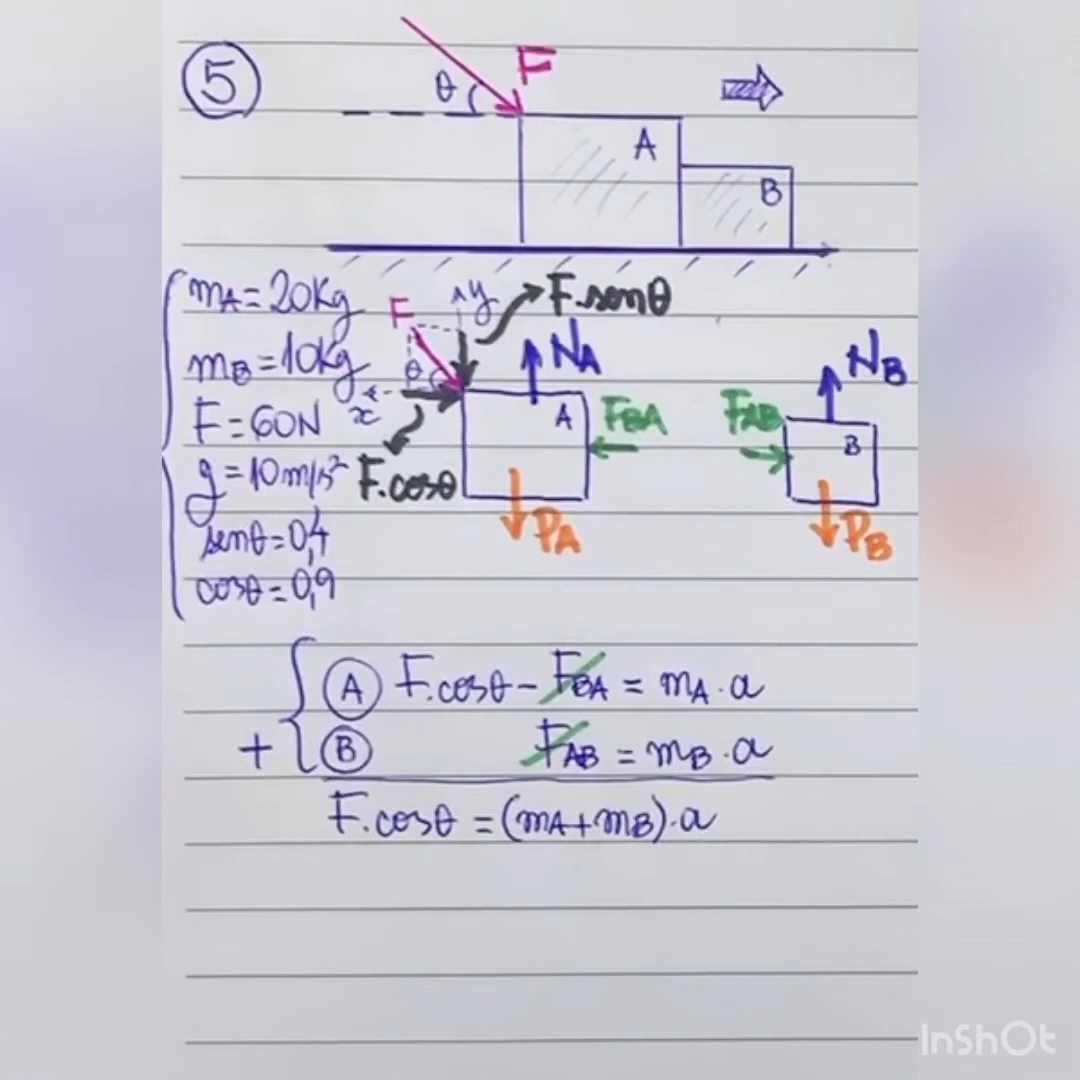 5
θ F
A
B
mA = 20Kg
mB = 10Kg
F = 60N
g = 10m/s²
senθ = 0,4
cosθ = 0,9
F y F.senθ
θ x
F.cosθ
NA
A FBA
PA
NB
FAB B
PB
+ { A F.cosθ - FBA = mA.a
B FAB = mB.a
F.cosθ = (mA+mB).a
InShOt